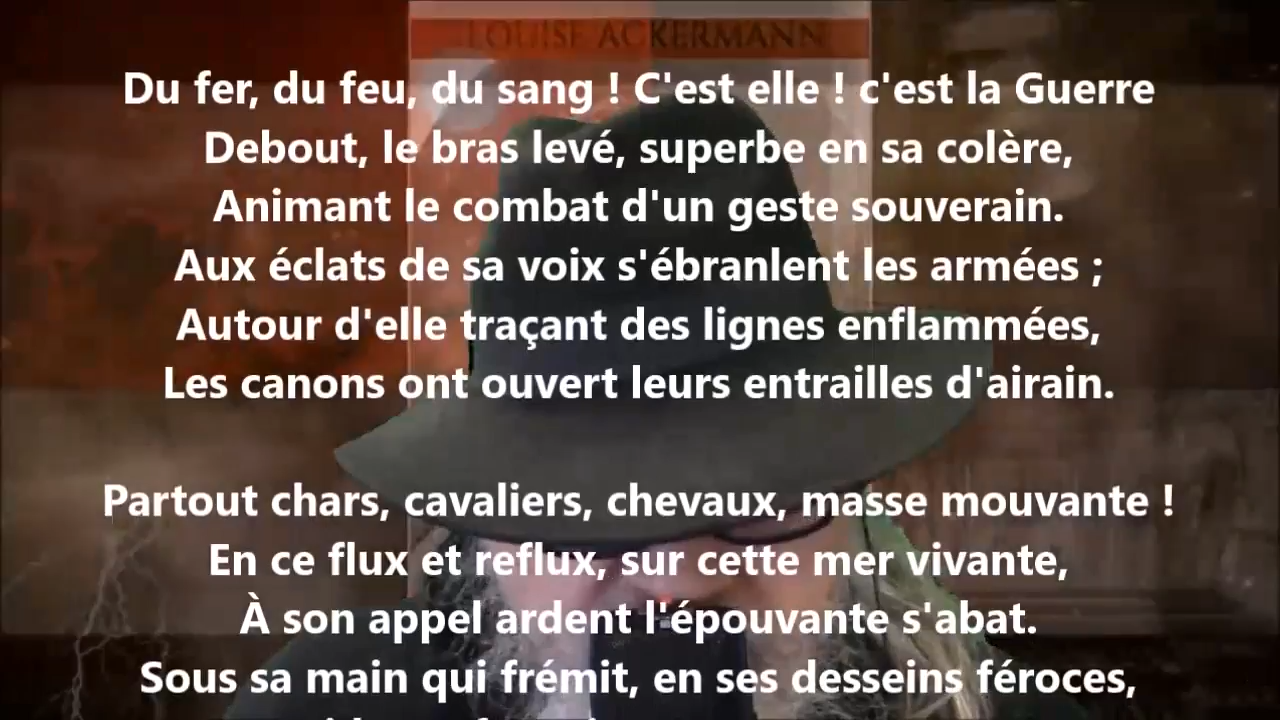 LOUISE ACKERMANN
Du fer, du feu, du sang ! C'est elle ! c'est la Guerre
Debout, le bras levé, superbe en sa colère,
Animant le combat d'un geste souverain.
Aux éclats de sa voix s'ébranlent les armées ;
Autour d'elle traçant des lignes enflammées,
Les canons ont ouvert leurs entrailles d'airain.
Partout chars, cavaliers, chevaux, masse mouvante !
En ce flux et reflux, sur cette mer vivante,
À son appel ardent l'épouvante s'abat.
Sous sa main qui frémit, en ses desseins féroces,